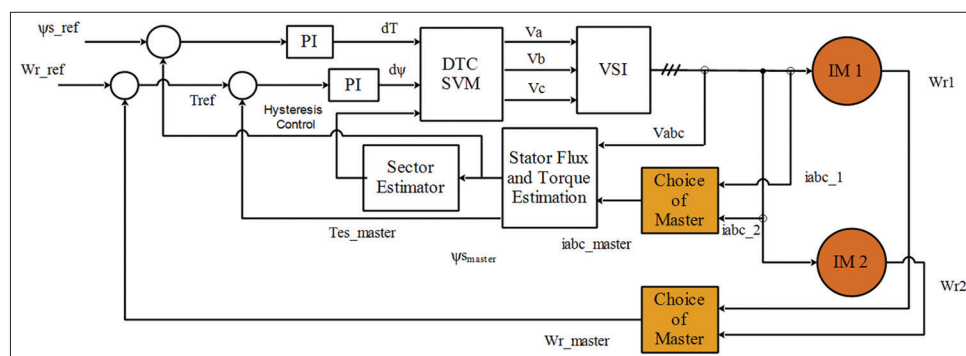 ψs_ref
PI
dT
DTC
SVM
Va
Vb
Vc
VSI
IM 1
Wr1
Wr_ref
Tref
PI
dψ
Hysteresis
Control
Sector
Estimator
Stator Flux
and Torque
Estimation
Vabc
Choice
of
Master
iabc_1
iabc_2
Tes_master
iabc_master
ψs_master
IM 2
Wr2
Choice
of
Master
Wr_master